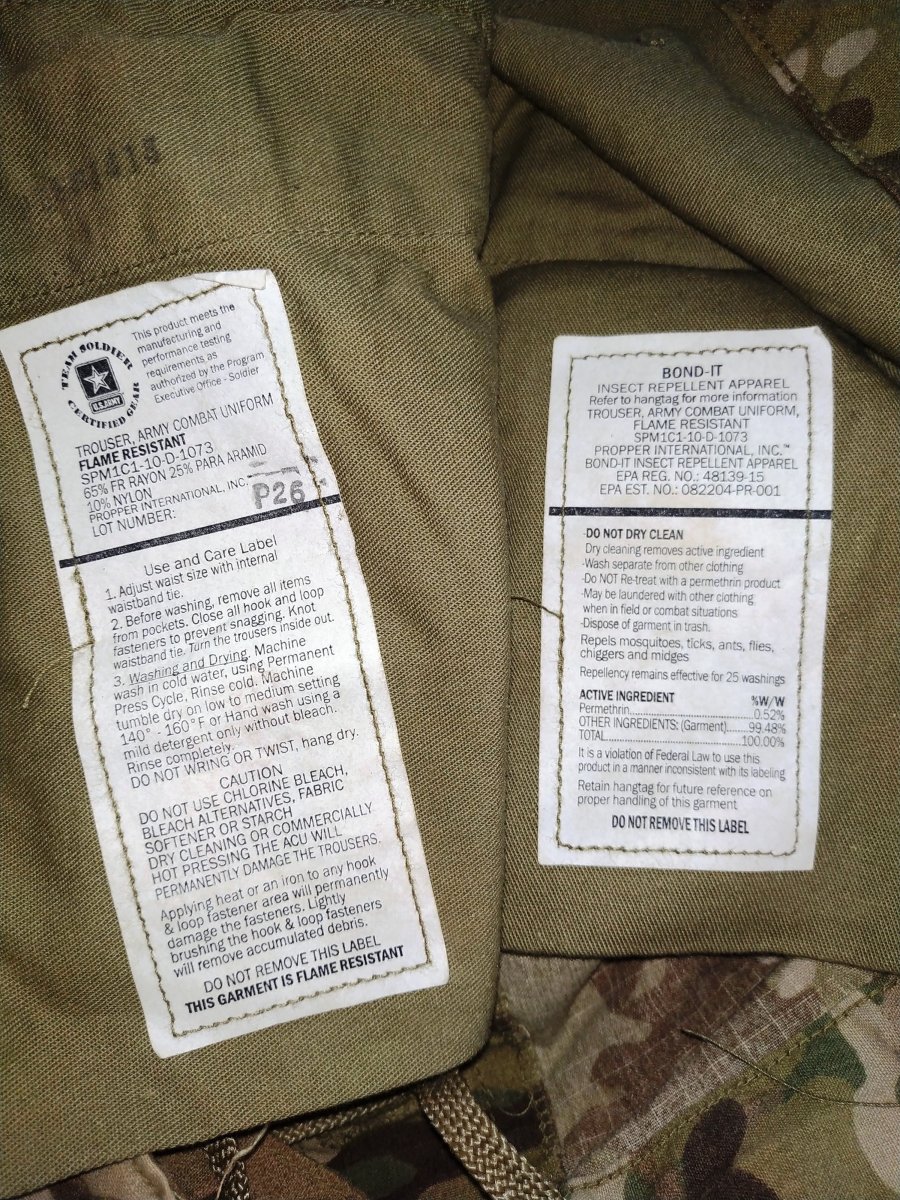 TEAM SOLDIER
CERTIFIED GEAR
U.S.ARMY
This product meets the
manufacturing and
performance testing
requirements as
authorized by the Program
Executive Office - Soldier
TROUSER, ARMY COMBAT UNIFORM
FLAME RESISTANT
SPM1C1-10-D-1073
65% FR RAYON 25% PARA ARAMID
10% NYLON
PROPPER INTERNATIONAL, INC
LOT NUMBER:
P26
Use and Care Label
1. Adjust waist size with internal
waistband tie.
2. Before washing, remove all items
from pockets. Close all hook and loop
fasteners to prevent snagging. Knot
waistband tie. Turn the trousers inside out.
3. Washing and Drying. Machine
wash in cold water, using Permanent
Press Cycle. Rinse cold. Machine
tumble dry on low to medium setting
140° - 160°F or Hand wash using a
mild detergent only without bleach.
Rinse completely.
DO NOT WRING OR TWIST, hang dry.
CAUTION
DO NOT USE CHLORINE BLEACH,
BLEACH ALTERNATIVES, FABRIC
SOFTENER OR STARCH
DRY CLEANING OR COMMERCIALLY
HOT PRESSING THE ACU WILL
PERMANENTLY DAMAGE THE TROUSERS.
Applying heat or an iron to any hook
& loop fastener area will permanently
damage the fasteners. Lightly
brushing the hook & loop fasteners
will remove accumulated debris.
DO NOT REMOVE THIS LABEL
THIS GARMENT IS FLAME RESISTANT
BOND-IT
INSECT REPELLENT APPAREL
Refer to hangtag for more information
TROUSER, ARMY COMBAT UNIFORM,
FLAME RESISTANT
SPM1C1-10-D-1073
PROPPER INTERNATIONAL, INC.™
BOND-IT INSECT REPELLENT APPAREL
EPA REG. NO.: 48139-15
EPA EST. NO.: 082204-PR-001
·DO NOT DRY CLEAN
Dry cleaning removes active ingredient
-Wash separate from other clothing
-Do NOT Re-treat with a permethrin product
-May be laundered with other clothing
when in field or combat situations
-Dispose of garment in trash.
Repels mosquitoes, ticks, ants, flies,
chiggers and midges
Repellency remains effective for 25 washings
ACTIVE INGREDIENT %W/W
Permethrin...........................0.52%
OTHER INGREDIENTS: (Garment)......99.48%
TOTAL................................100.00%
It is a violation of Federal Law to use this
product in a manner inconsistent with its labeling
Retain hangtag for future reference on
proper handling of this garment
DO NOT REMOVE THIS LABEL